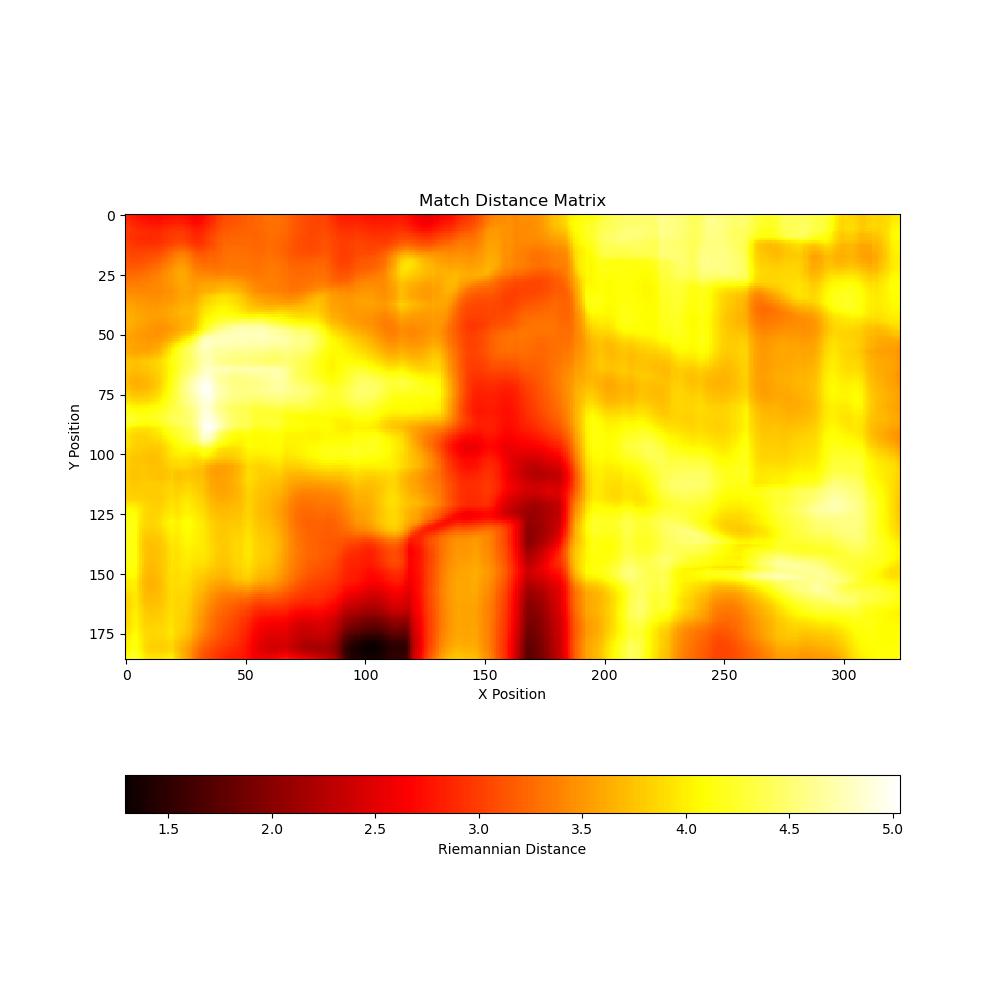 Match Distance Matrix
0
25
50
75
100
125
150
175
Y Position
0 50 100 150 200 250 300
X Position
1.5 2.0 2.5 3.0 3.5 4.0 4.5 5.0
Riemannian Distance